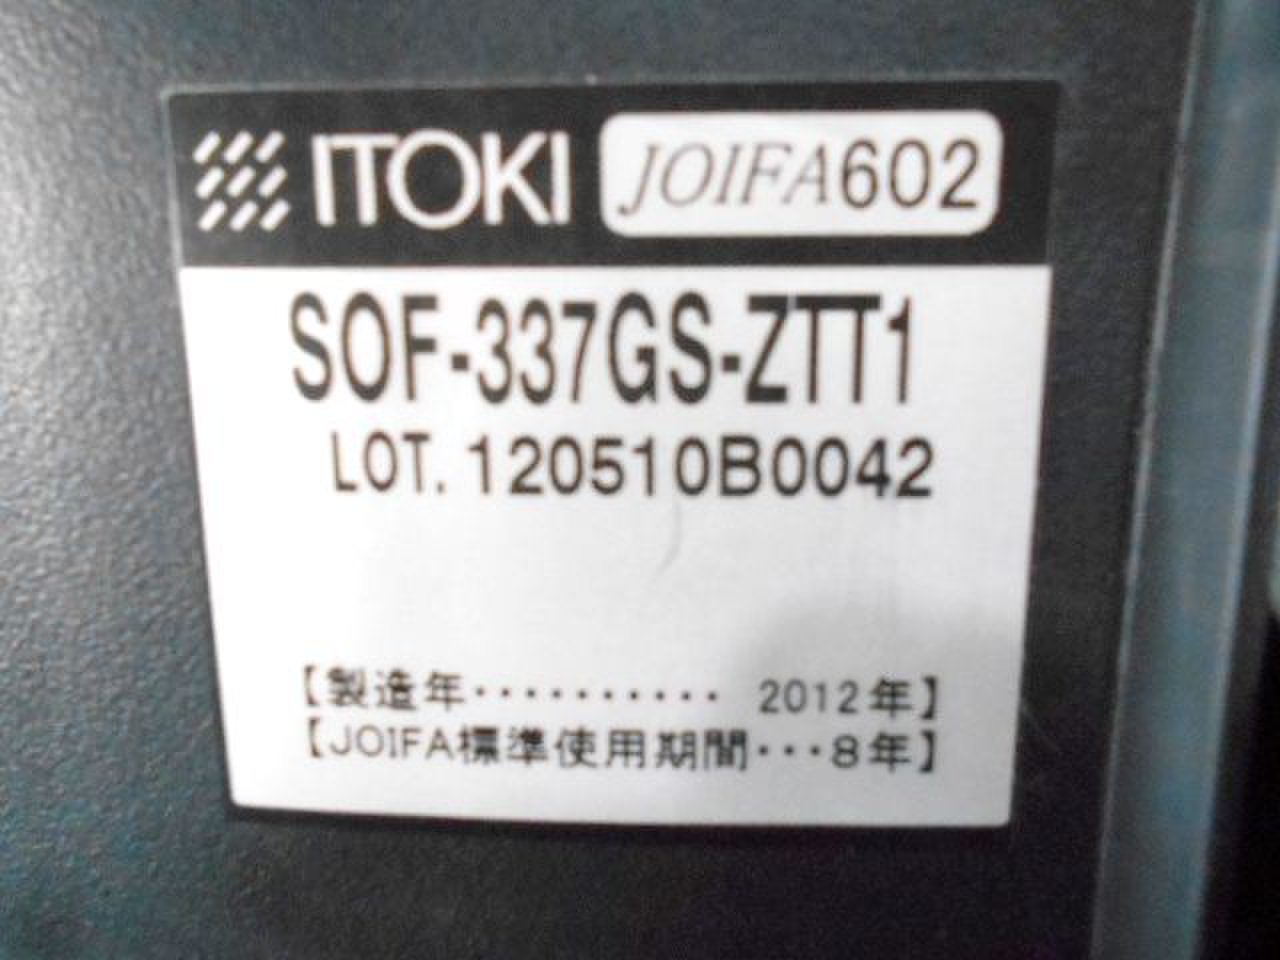 ITOKI JOIFA602
SOF-337GS-ZTT1
LOT. 120510B0042
【製造年・・・・・・・・・・ 2012年】
【JOIFA標準使用期間・・・8年】